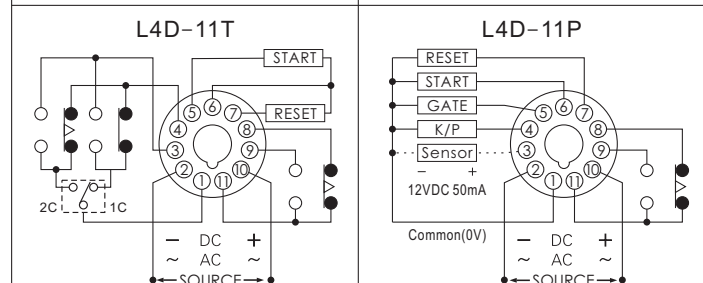 L4D-11T
START
RESET
5 6 7
4 8
3 9
2 10
1 11
2C 1C
− DC +
~ AC ~
SOURCE
L4D-11P
RESET
START
GATE
K/P
Sensor
− +
12VDC 50mA
Common(0V)
5 6 7
4 8
3 9
2 10
1 11
− DC +
~ AC ~
SOURCE